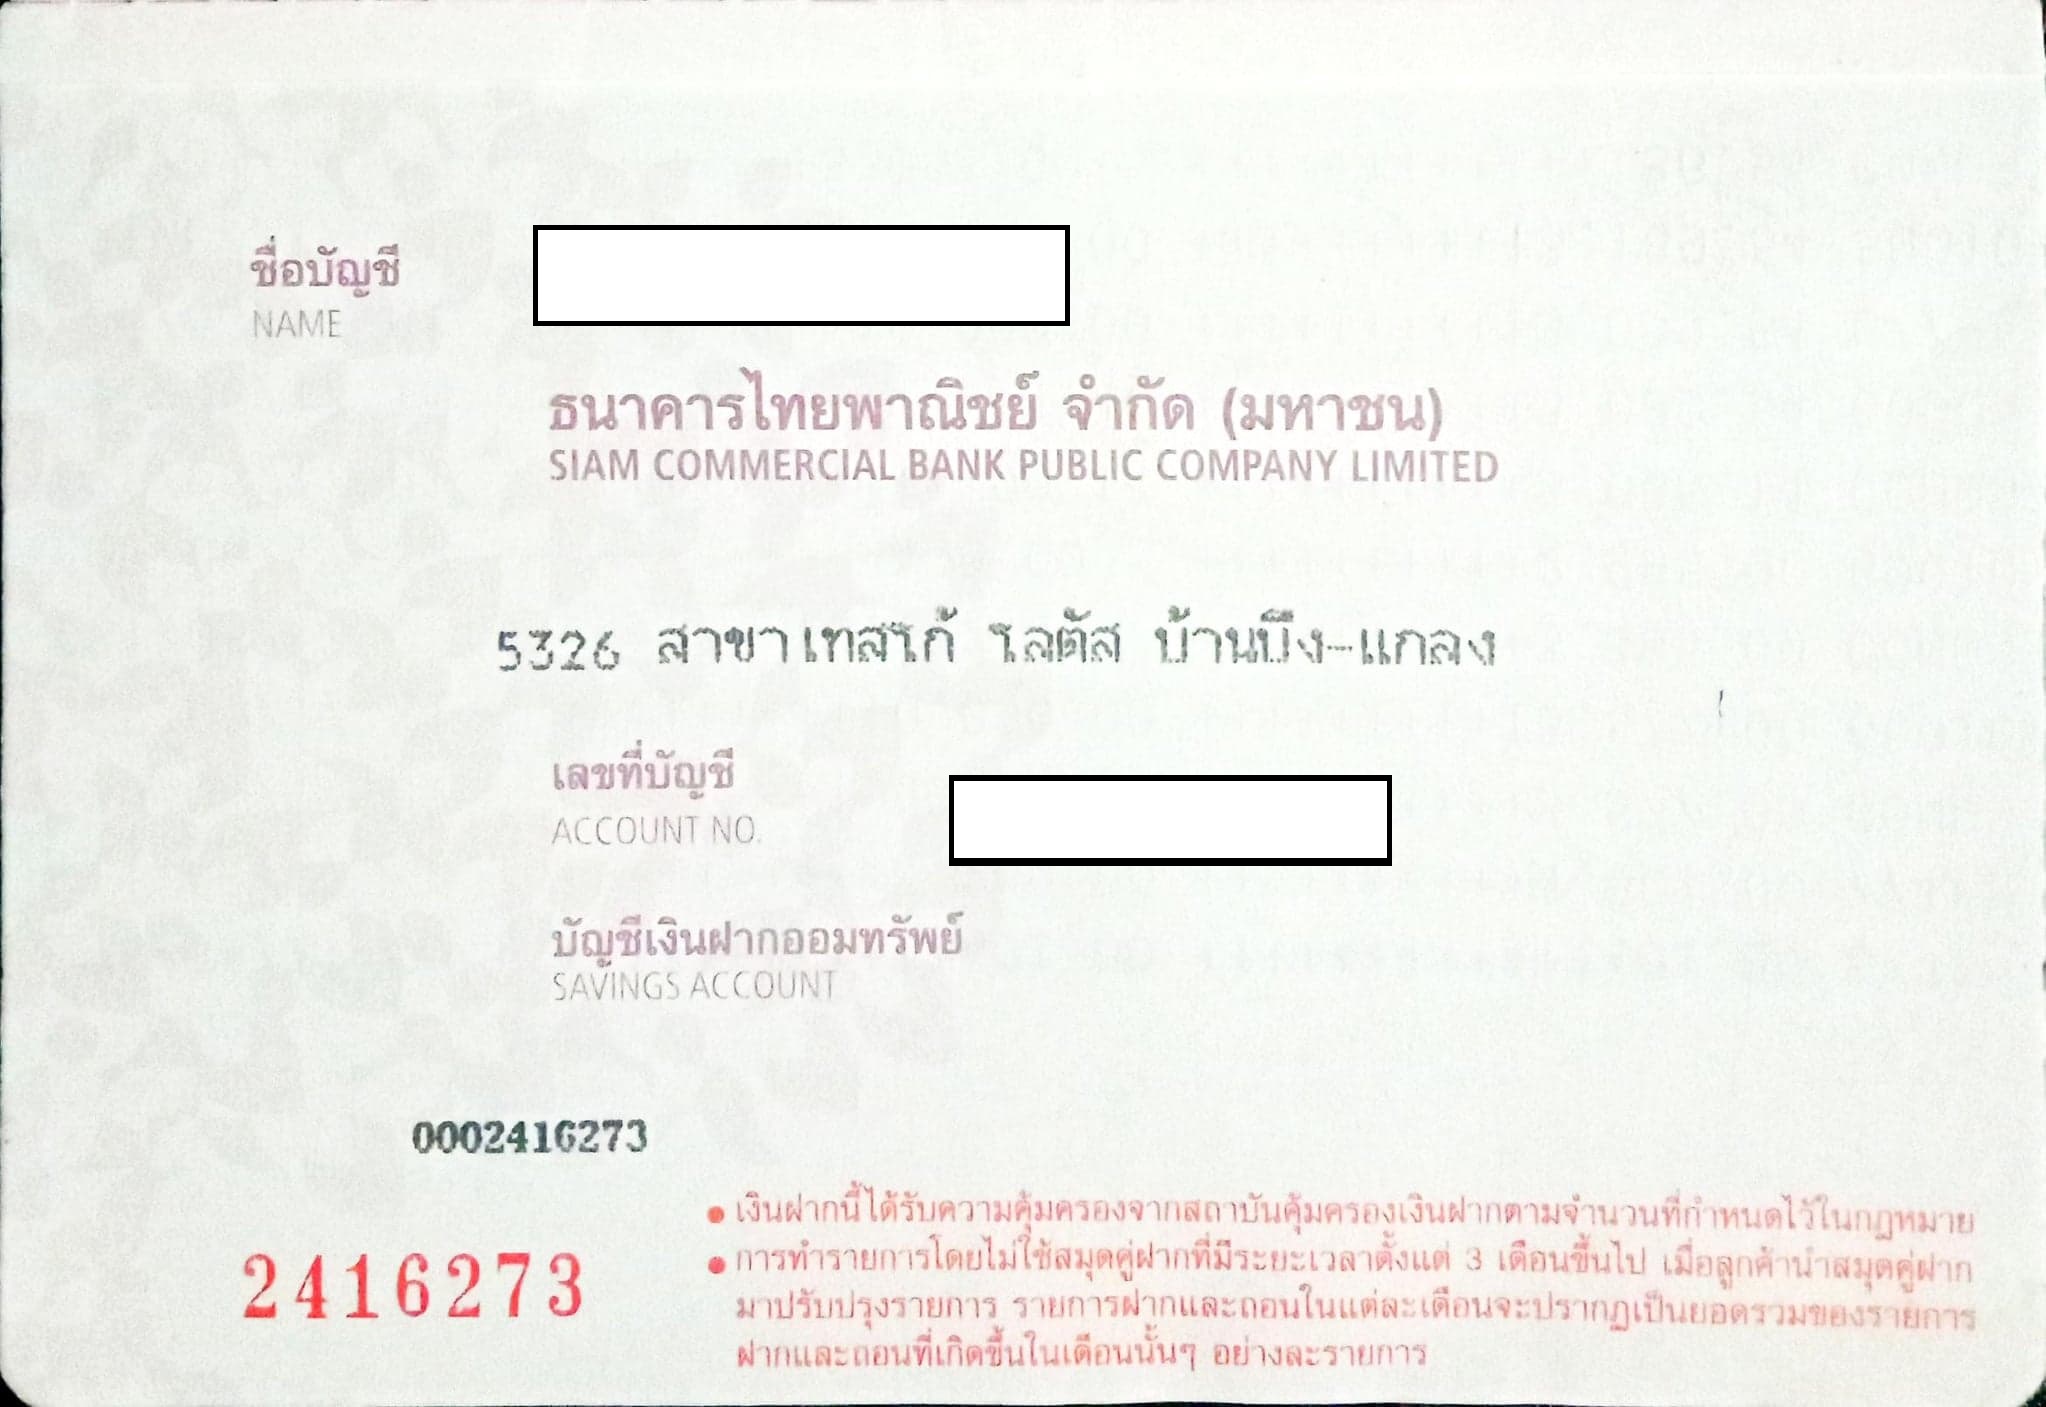 ชื่อบัญชี
NAME
ธนาคารไทยพาณิชย์ จำกัด (มหาชน)
SIAM COMMERCIAL BANK PUBLIC COMPANY LIMITED
5326 สาขาเทสโก้ โลตัส บ้านบึง-แกลง
เลขที่บัญชี
ACCOUNT NO.
บัญชีเงินฝากออมทรัพย์
SAVINGS ACCOUNT
0002416273
2416273
• เงินฝากนี้ได้รับความคุ้มครองจากสถาบันคุ้มครองเงินฝากตามจำนวนที่กำหนดไว้ในกฎหมาย
• การทำรายการโดยไม่ใช้สมุดคู่ฝากที่มีระยะเวลาตั้งแต่ 3 เดือนขึ้นไป เมื่อลูกค้านำสมุดคู่ฝาก
มาปรับปรุงรายการ รายการฝากและถอนในแต่ละเดือนจะปรากฏเป็นยอดรวมของรายการ
ฝากและถอนที่เกิดขึ้นในเดือนนั้นๆ อย่างละรายการ